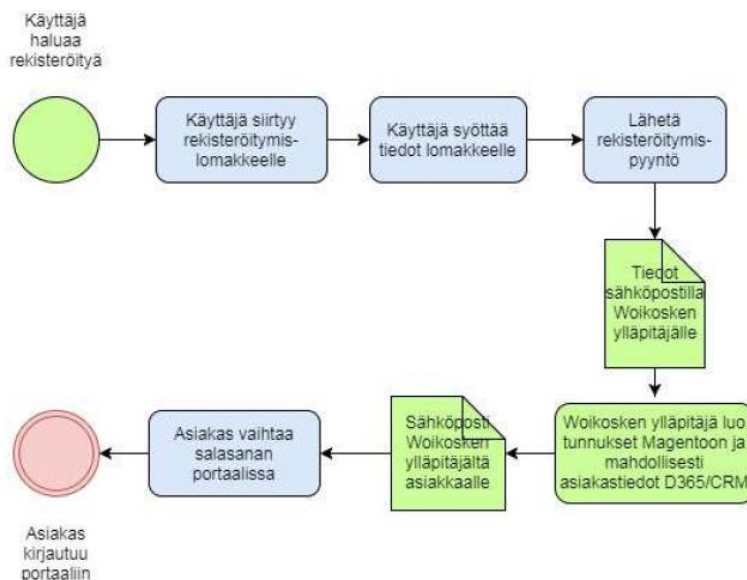 Käyttäjä
haluaa
rekisteröityä
Käyttäjä siirtyy
rekisteröitymis-
lomakkeelle
Käyttäjä syöttää
tiedot lomakkeelle
Lähetä
rekisteröitymis-
pyyntö
Tiedot
sähköpostilla
Woikosken
ylläpitäjälle
Woikosken ylläpitäjä luo
tunnukset Magentoon ja
mahdollisesti
asiakastiedot D365/CRM
Sähköposti
Woikosken
ylläpitäjältä
asiakkaalle
Asiakas vaihtaa
salasanan
portaalissa
Asiakas
kirjautuu
portaaliin